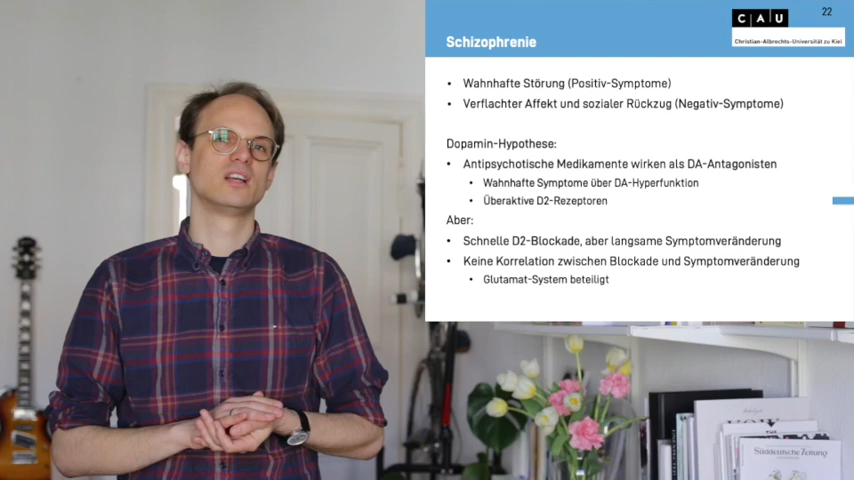 22
C A U
Christian-Albrechts-Universität zu Kiel
Schizophrenie
• Wahnhafte Störung (Positiv-Symptome)
• Verflachter Affekt und sozialer Rückzug (Negativ-Symptome)
Dopamin-Hypothese:
• Antipsychotische Medikamente wirken als DA-Antagonisten
• Wahnhafte Symptome über DA-Hyperfunktion
• Überaktive D2-Rezeptoren
Aber:
• Schnelle D2-Blockade, aber langsame Symptomveränderung
• Keine Korrelation zwischen Blockade und Symptomveränderung
• Glutamat-System beteiligt
Süddeutsche Zeitung